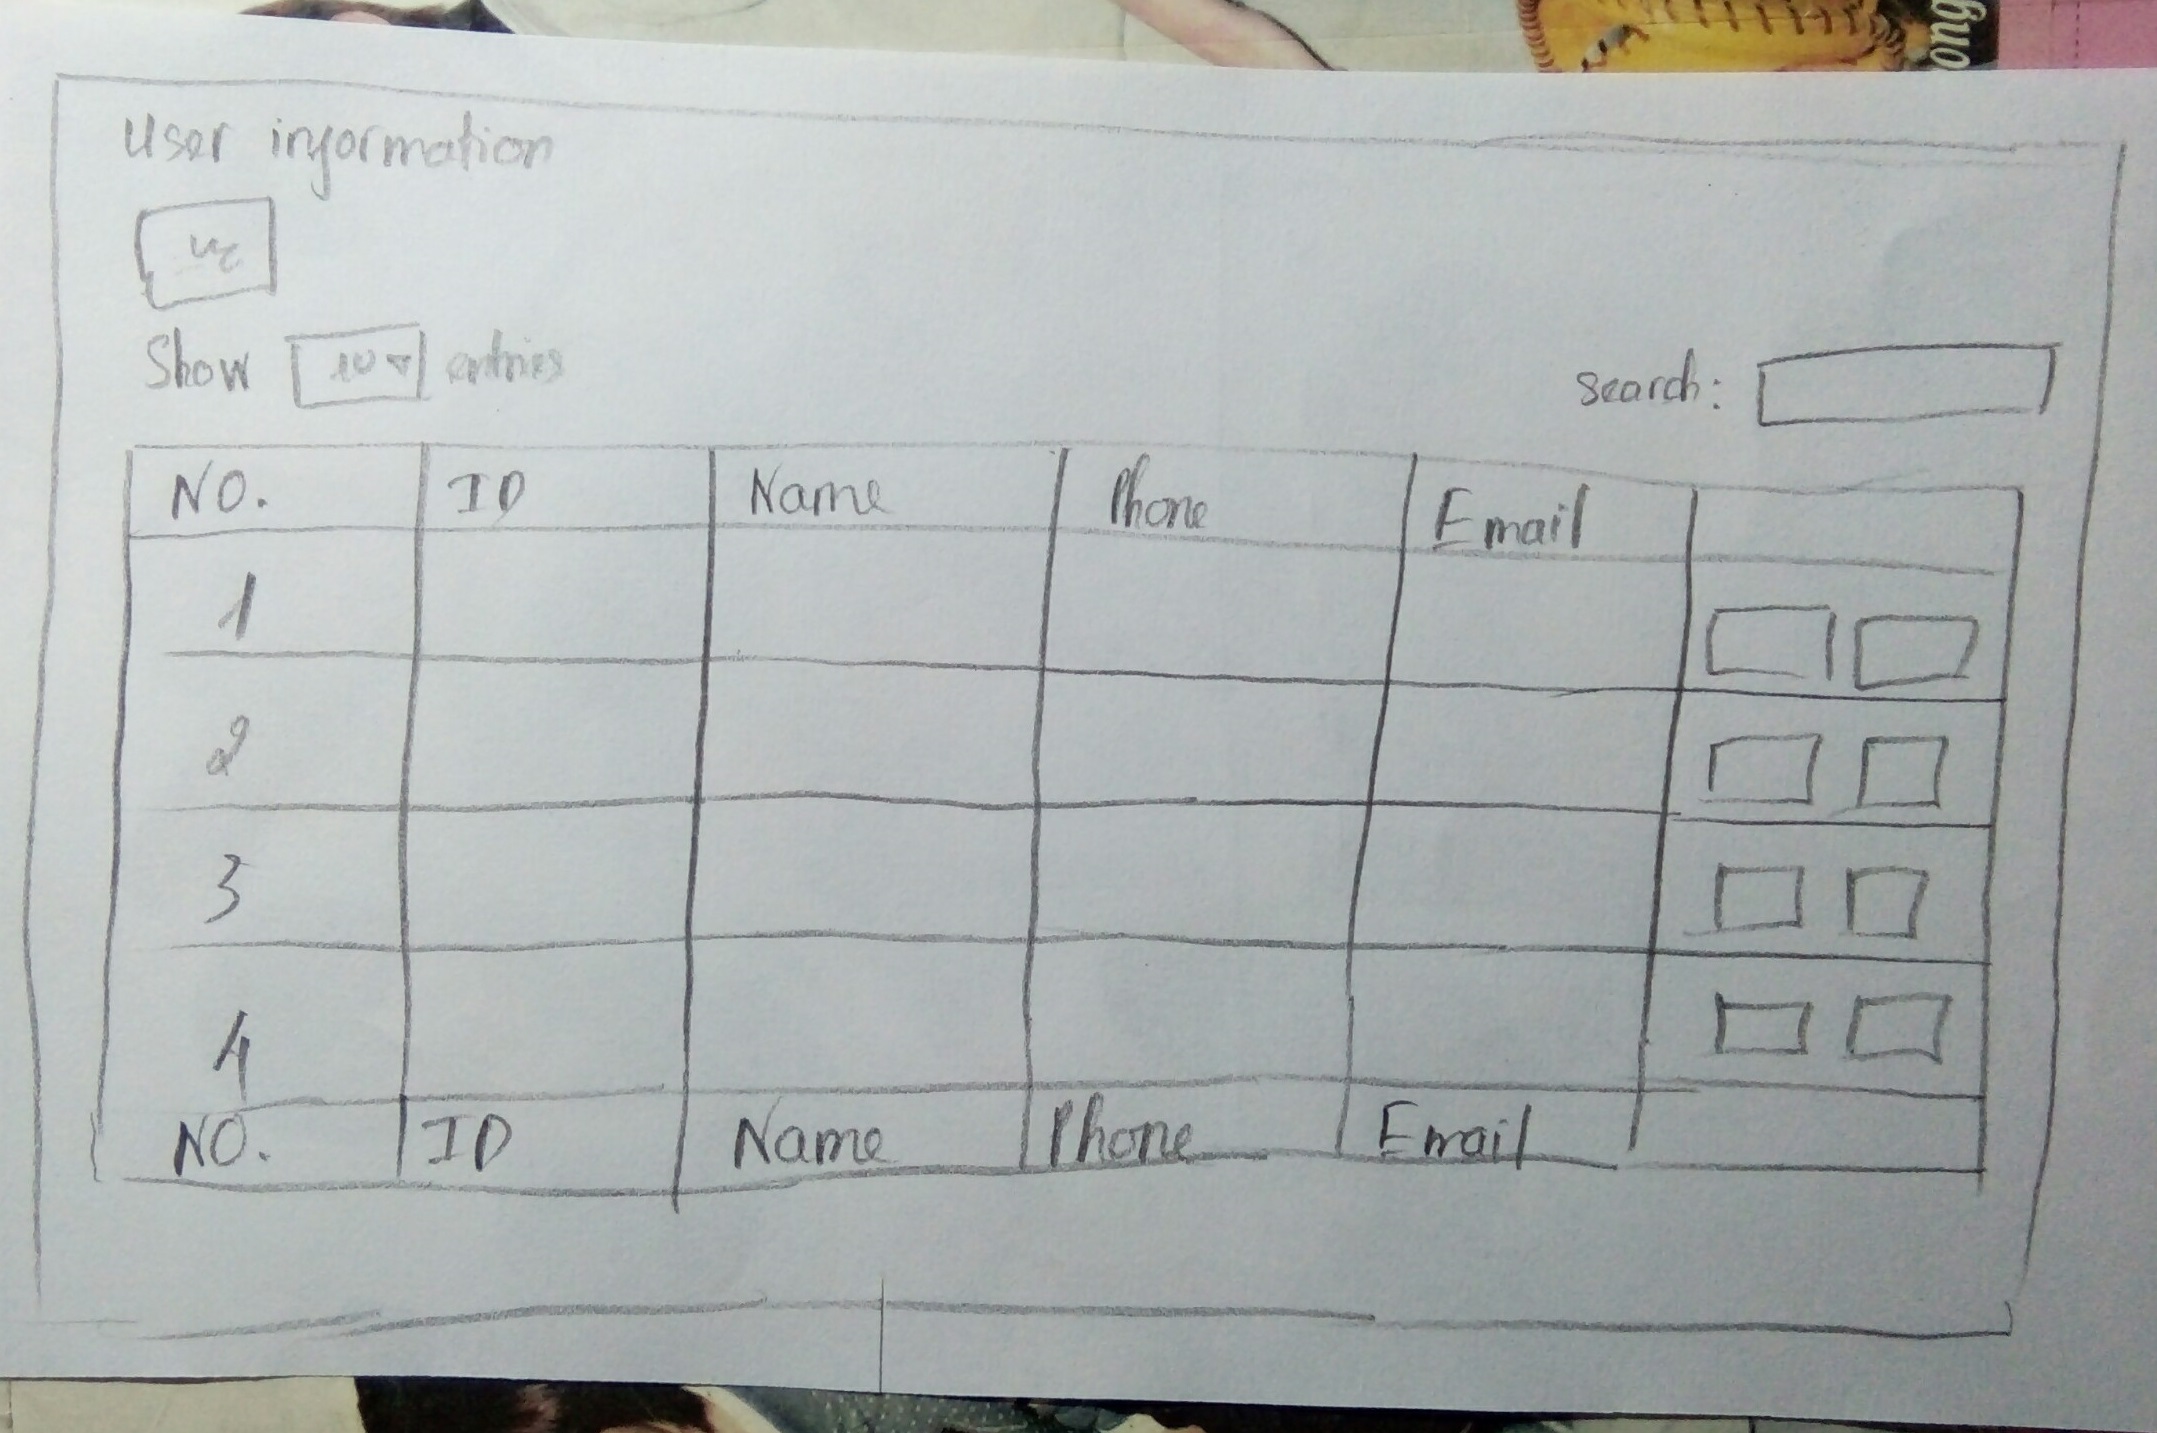 User information
Show 10 entries
search:
NO. ID Name Phone Email
1
2
3
4
NO. ID Name Phone Email
ong